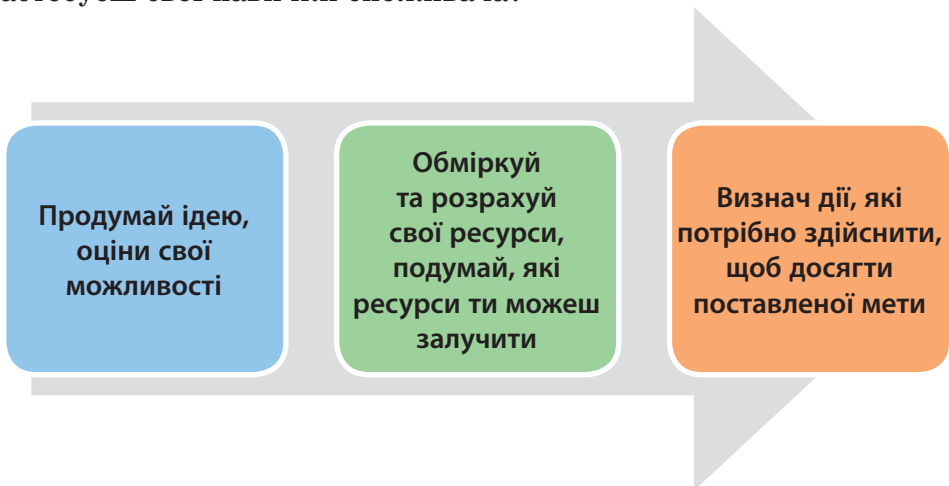 Продумай ідею,
оціни свої
можливості
Обміркуй
та розрахуй
свої ресурси,
подумай, які
ресурси ти можеш
залучити
Визнач дії, які
потрібно здійснити,
щоб досягти
поставленої мети